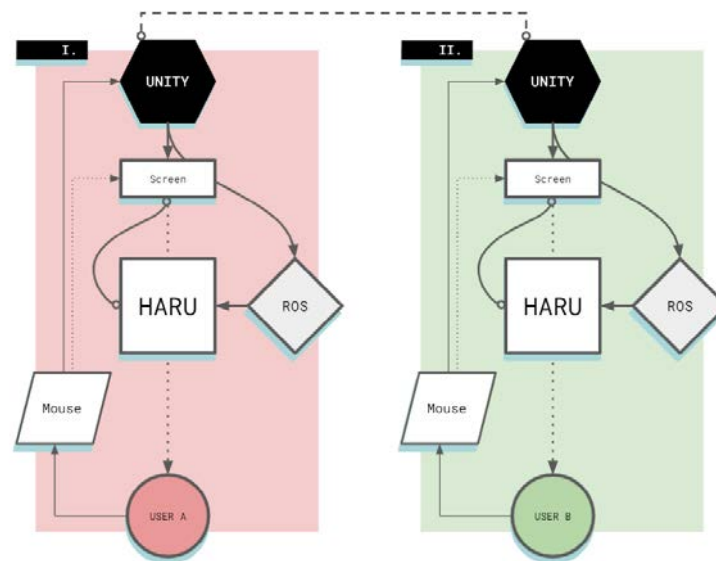 I.
UNITY
Screen
HARU
ROS
Mouse
USER A
II.
UNITY
Screen
HARU
ROS
Mouse
USER B